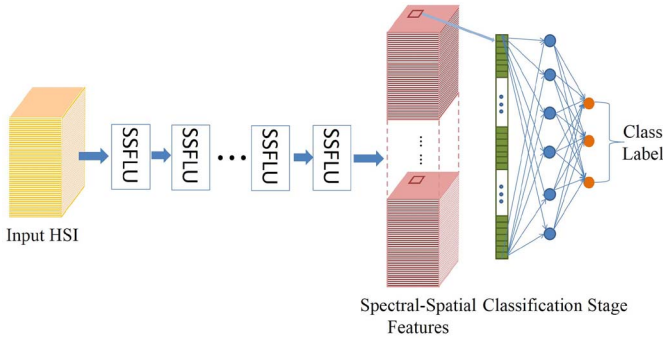 Input HSI
SSFLU
SSFLU
SSFLU
SSFLU
Spectral-Spatial
Features
Classification Stage
Class
Label